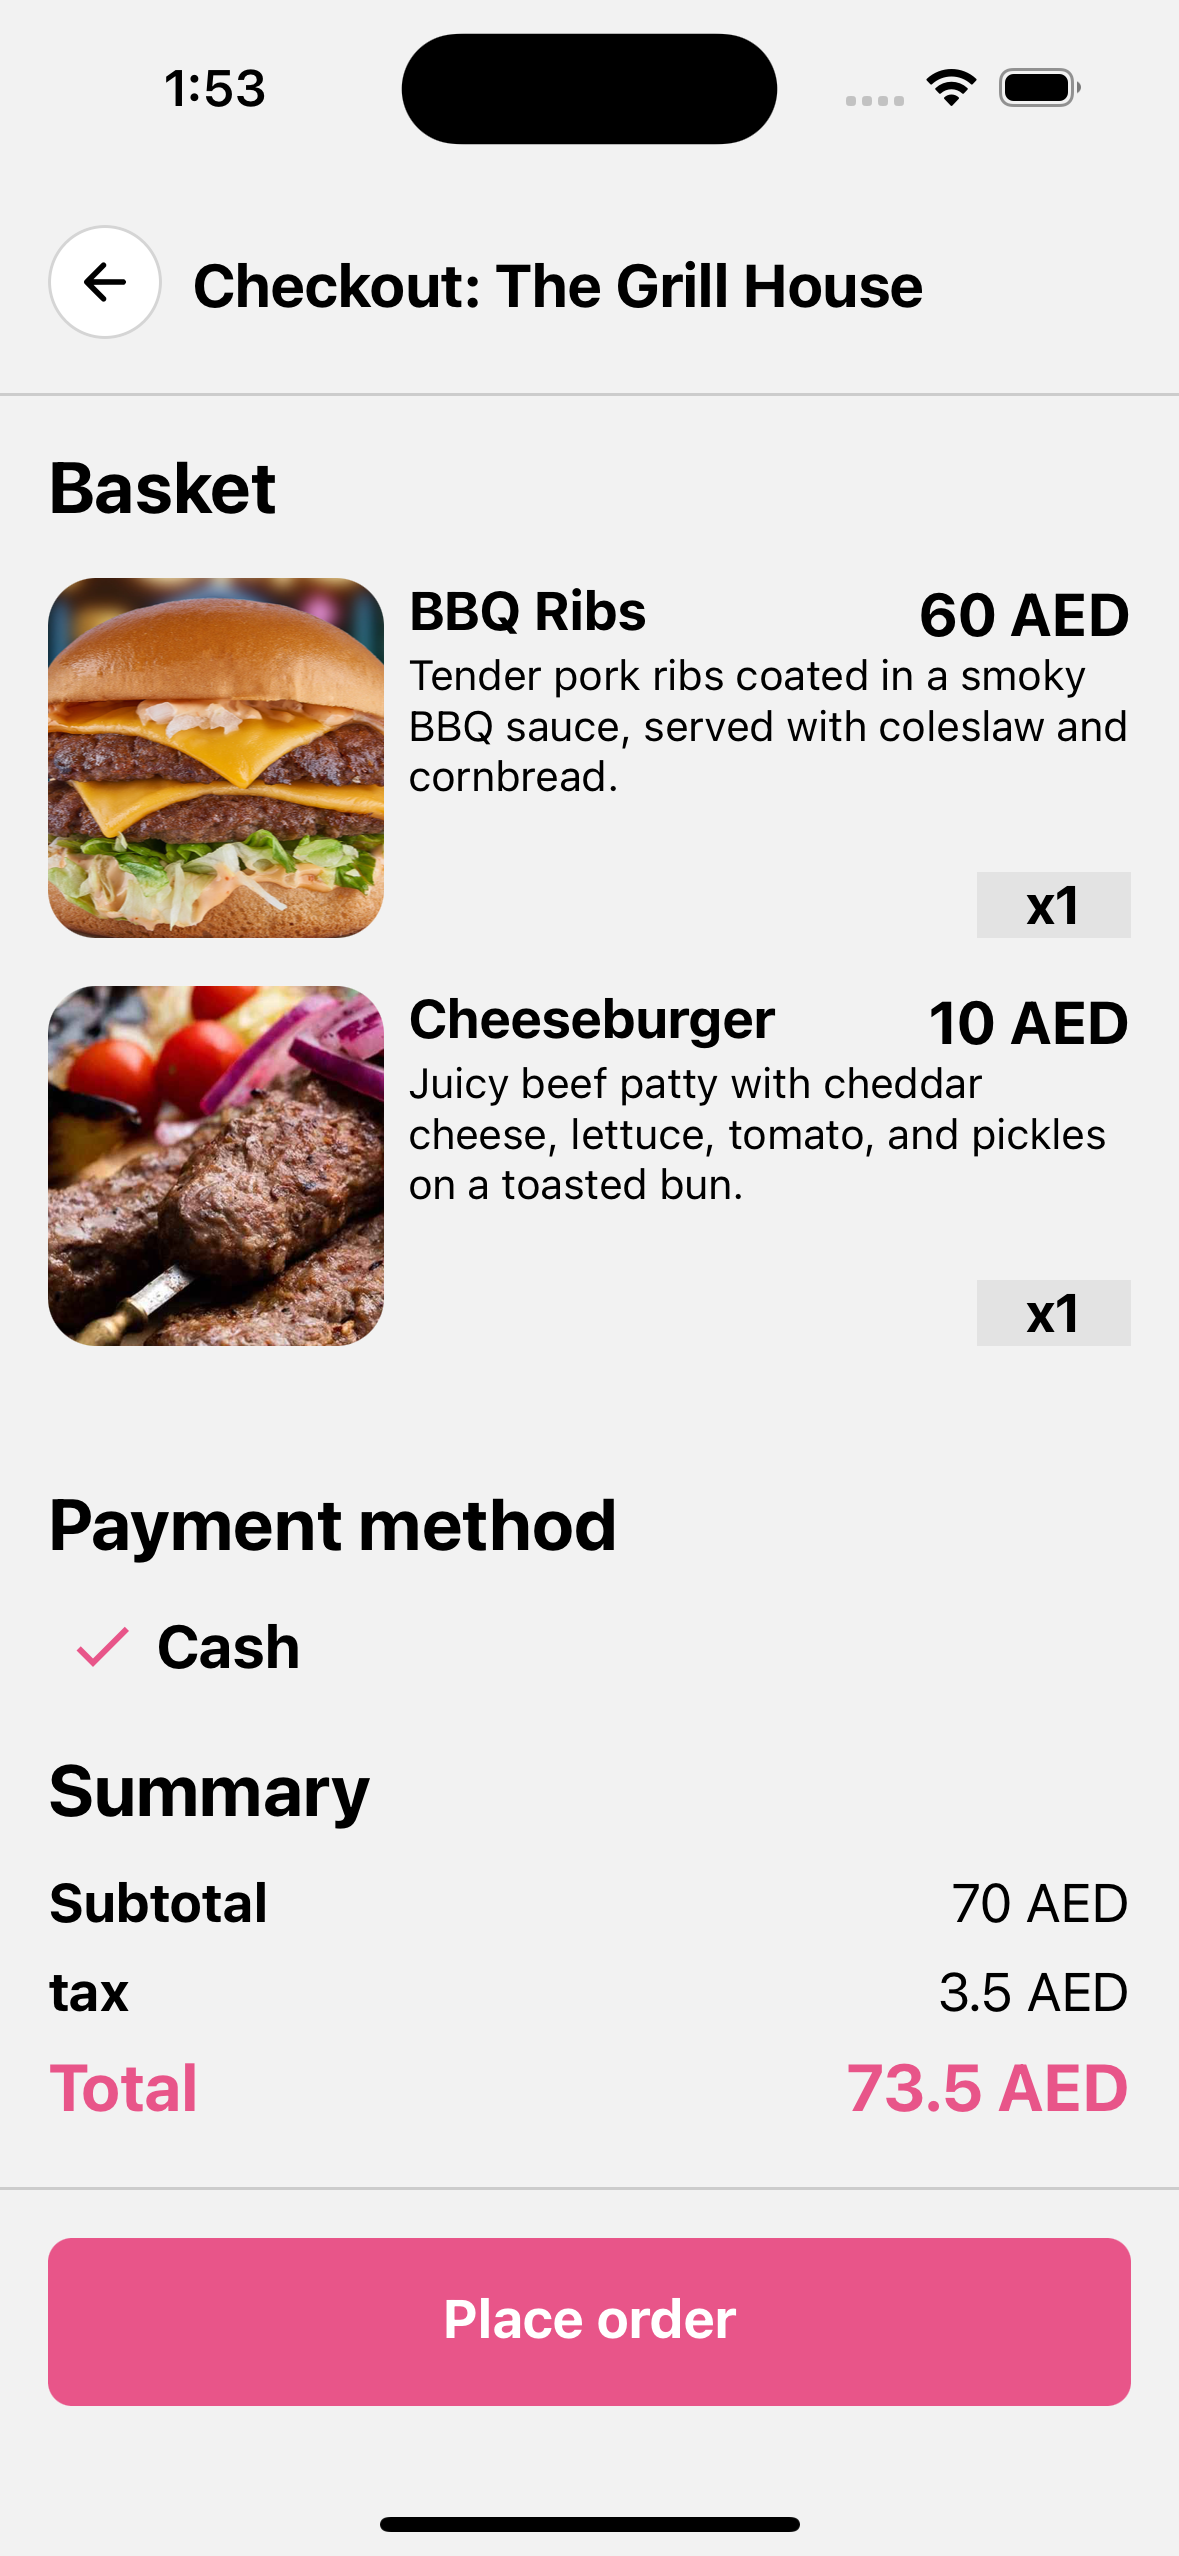 1:53
Checkout: The Grill House
Basket
BBQ Ribs
60 AED
Tender pork ribs coated in a smoky
BBQ sauce, served with coleslaw and
cornbread.
x1
Cheeseburger
10 AED
Juicy beef patty with cheddar
cheese, lettuce, tomato, and pickles
on a toasted bun.
x1
Payment method
Cash
Summary
Subtotal
70 AED
tax
3.5 AED
Total
73.5 AED
Place order